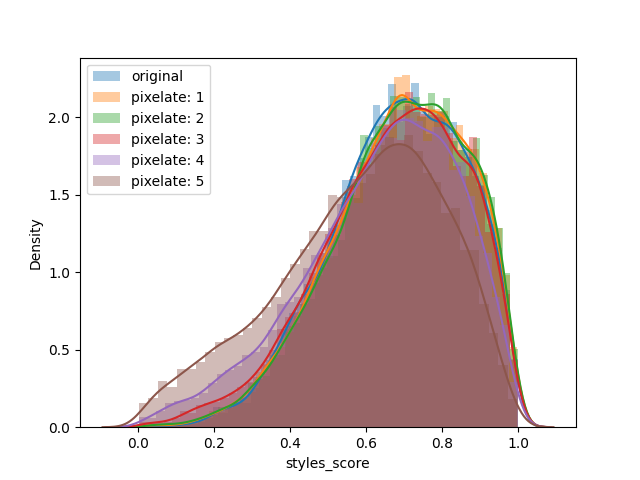 original
pixelate: 1
pixelate: 2
pixelate: 3
pixelate: 4
pixelate: 5
Density
2.0
1.5
1.0
0.5
0.0
0.0 0.2 0.4 0.6 0.8 1.0
styles_score